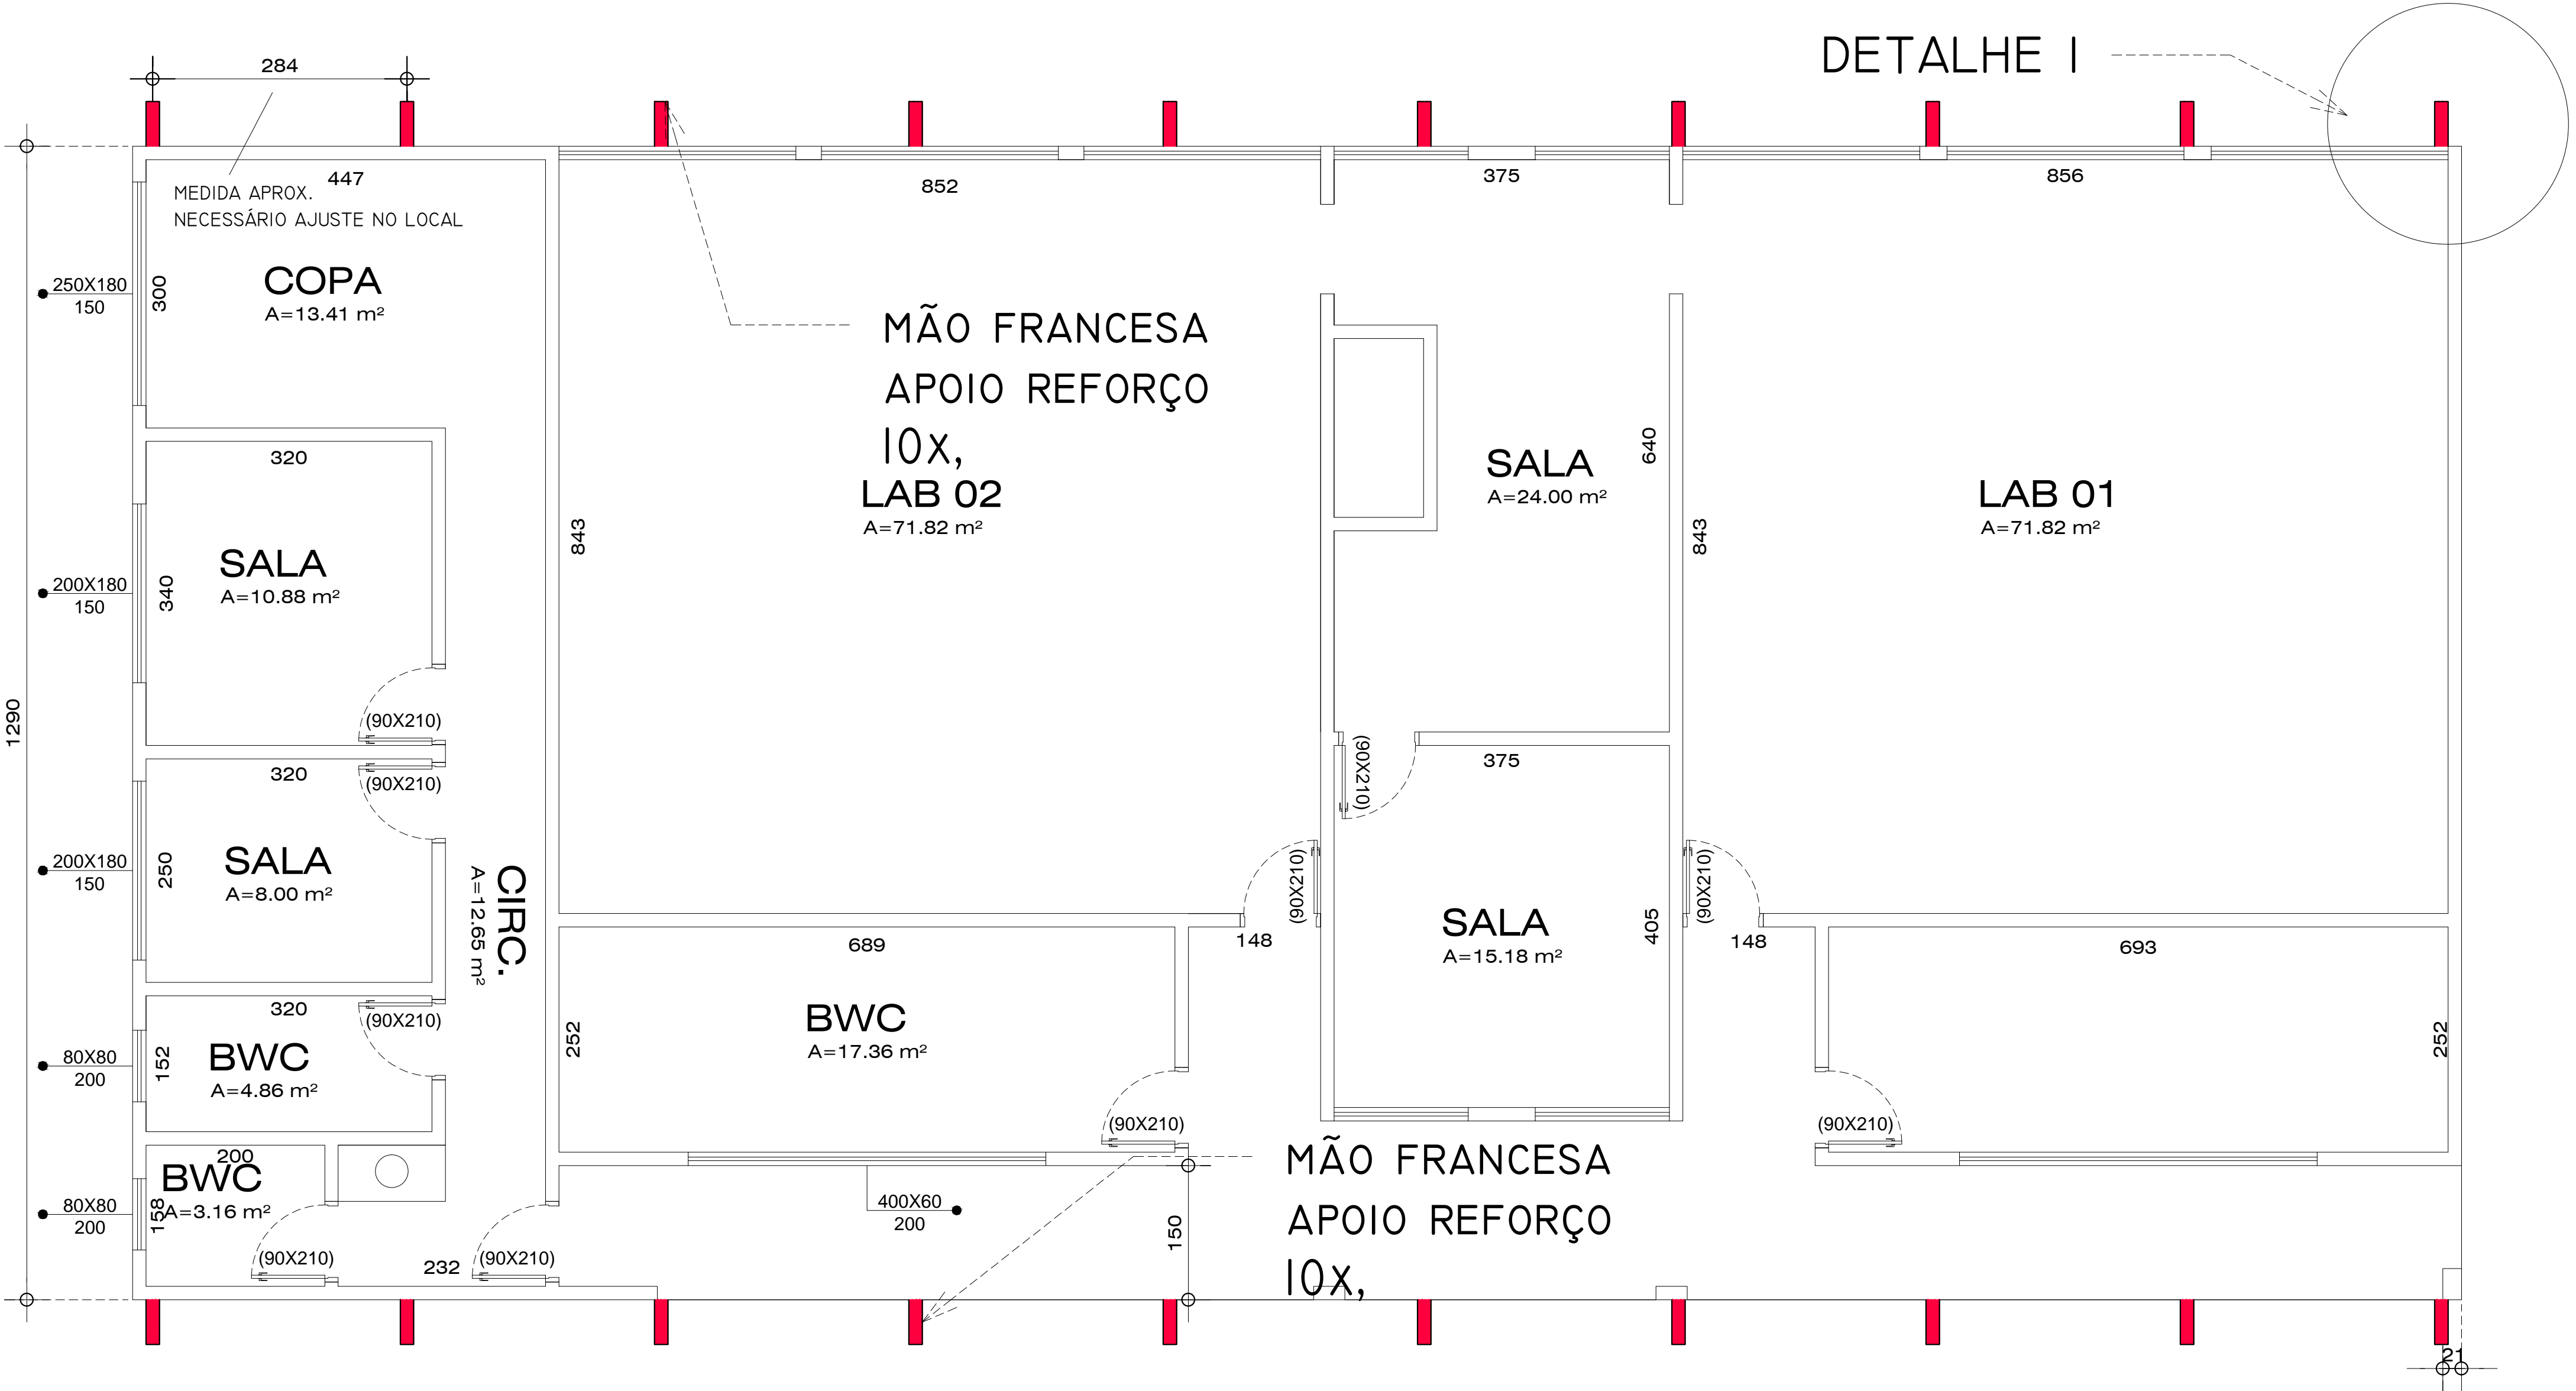 DETALHE 1
284
447
852
375
856
MEDIDA APROX.
NECESSÁRIO AJUSTE NO LOCAL
250X180
150
300
COPA
A=13.41 m²
MÃO FRANCESA
APOIO REFORÇO
10x,
LAB 02
A=71.82 m²
843
SALA
A=24.00 m²
640
843
LAB 01
A=71.82 m²
320
SALA
A=10.88 m²
340
200X180
150
(90X210)
1290
320
(90X210)
SALA
A=8.00 m²
250
200X180
150
CIRC.
A=12.65 m²
(90X210)
375
(90X210)
(90X210)
SALA
A=15.18 m²
405
148
148
689
693
BWC
A=17.36 m²
252
252
320
(90X210)
BWC
A=4.86 m²
152
80X80
200
(90X210)
(90X210)
200
BWC
A=3.16 m²
158
80X80
200
(90X210)
232
(90X210)
400X60
200
150
MÃO FRANCESA
APOIO REFORÇO
10x,
21